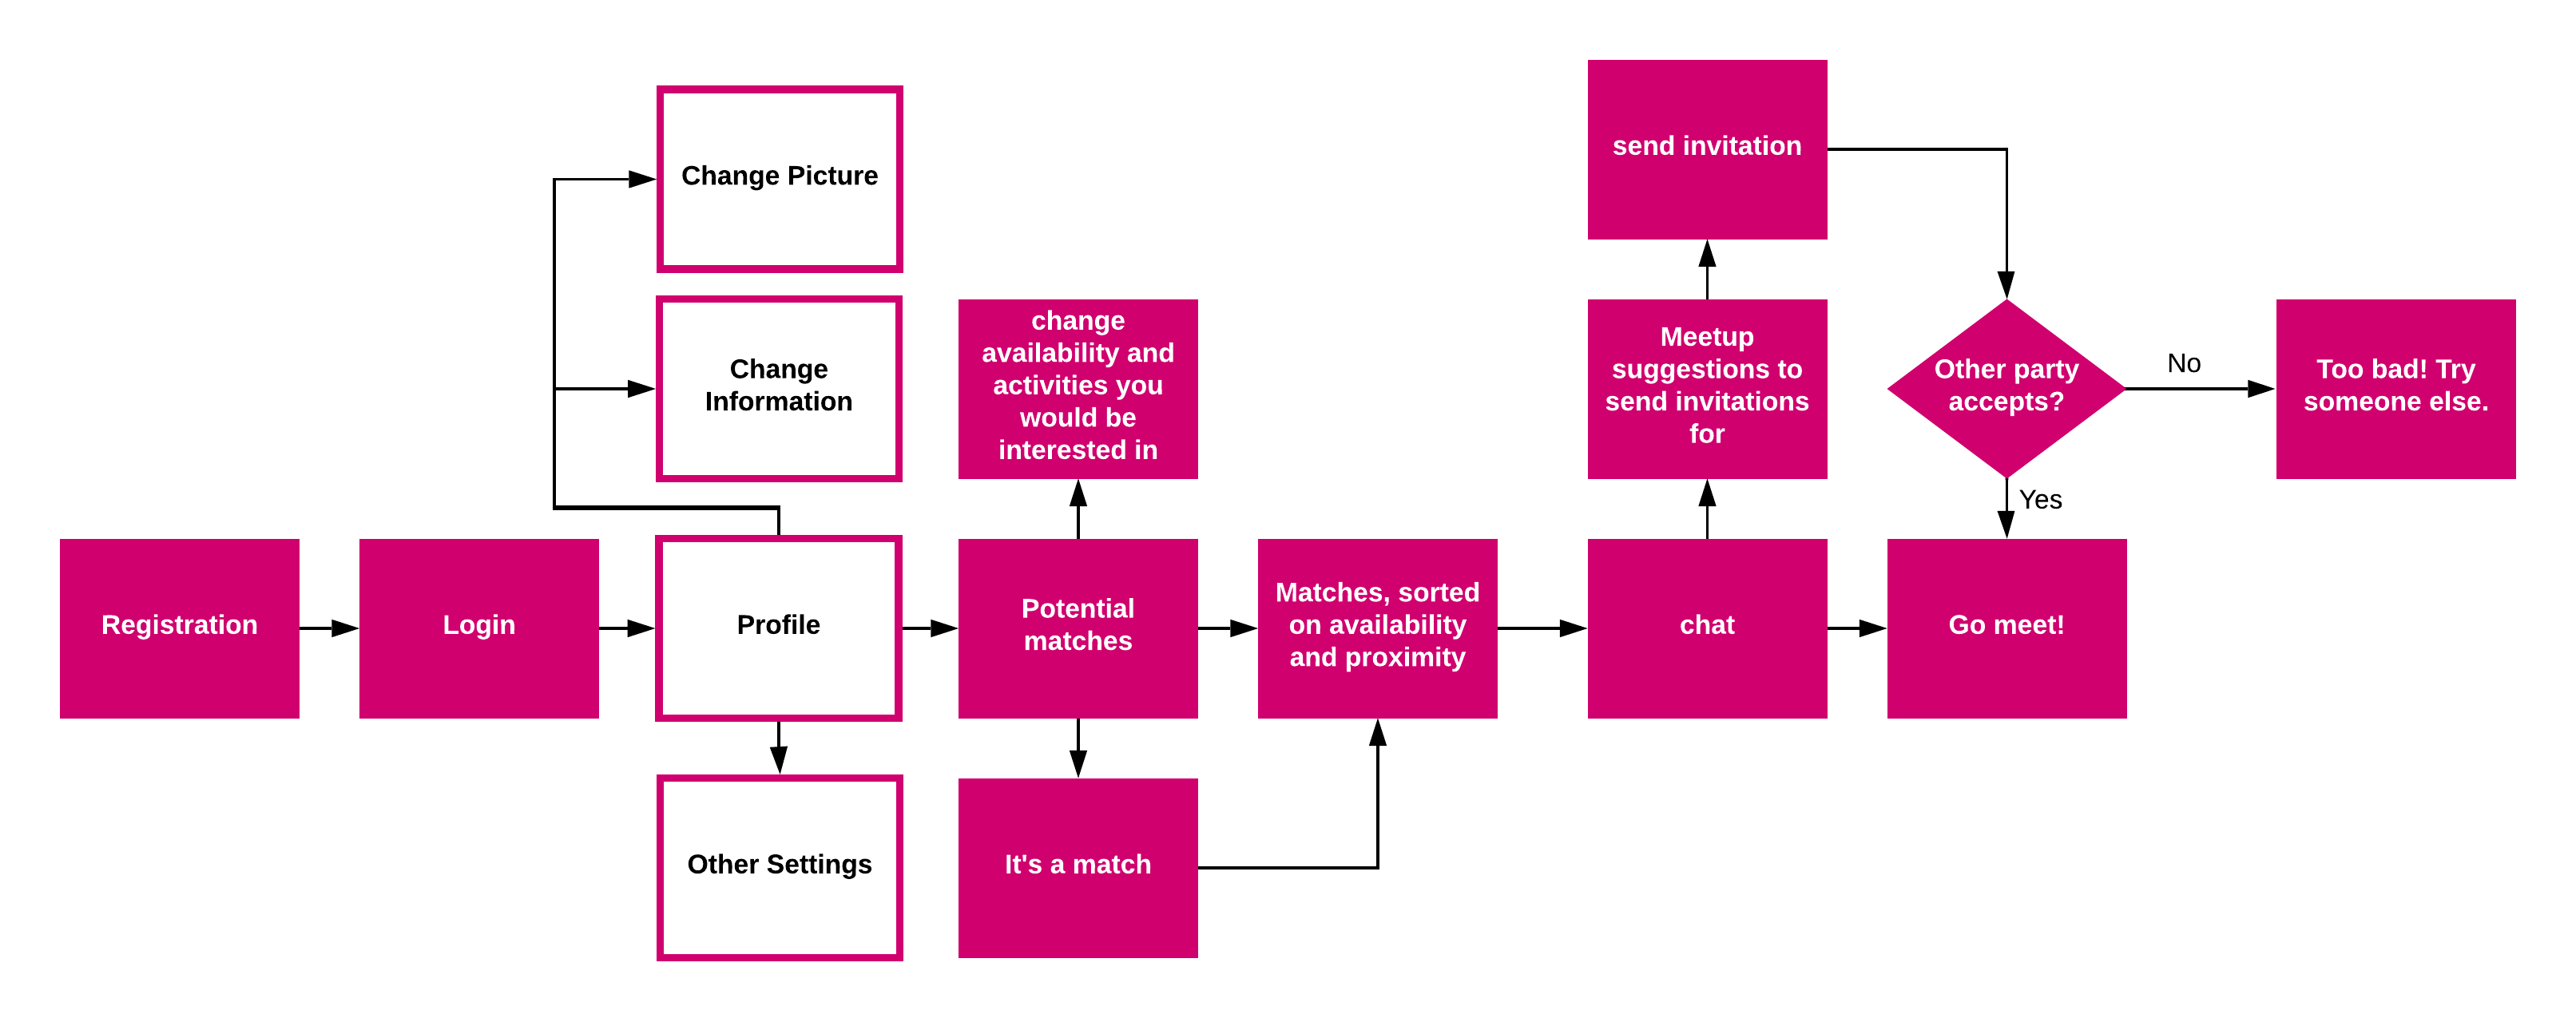 send invitation
Change Picture
change
availability and
activities you
would be
interested in
Meetup
suggestions to
send invitations
for
Other party
accepts?
No
Too bad! Try
someone else.
Change
Information
Yes
Registration
Login
Profile
Potential
matches
Matches, sorted
on availability
and proximity
chat
Go meet!
Other Settings
It's a match